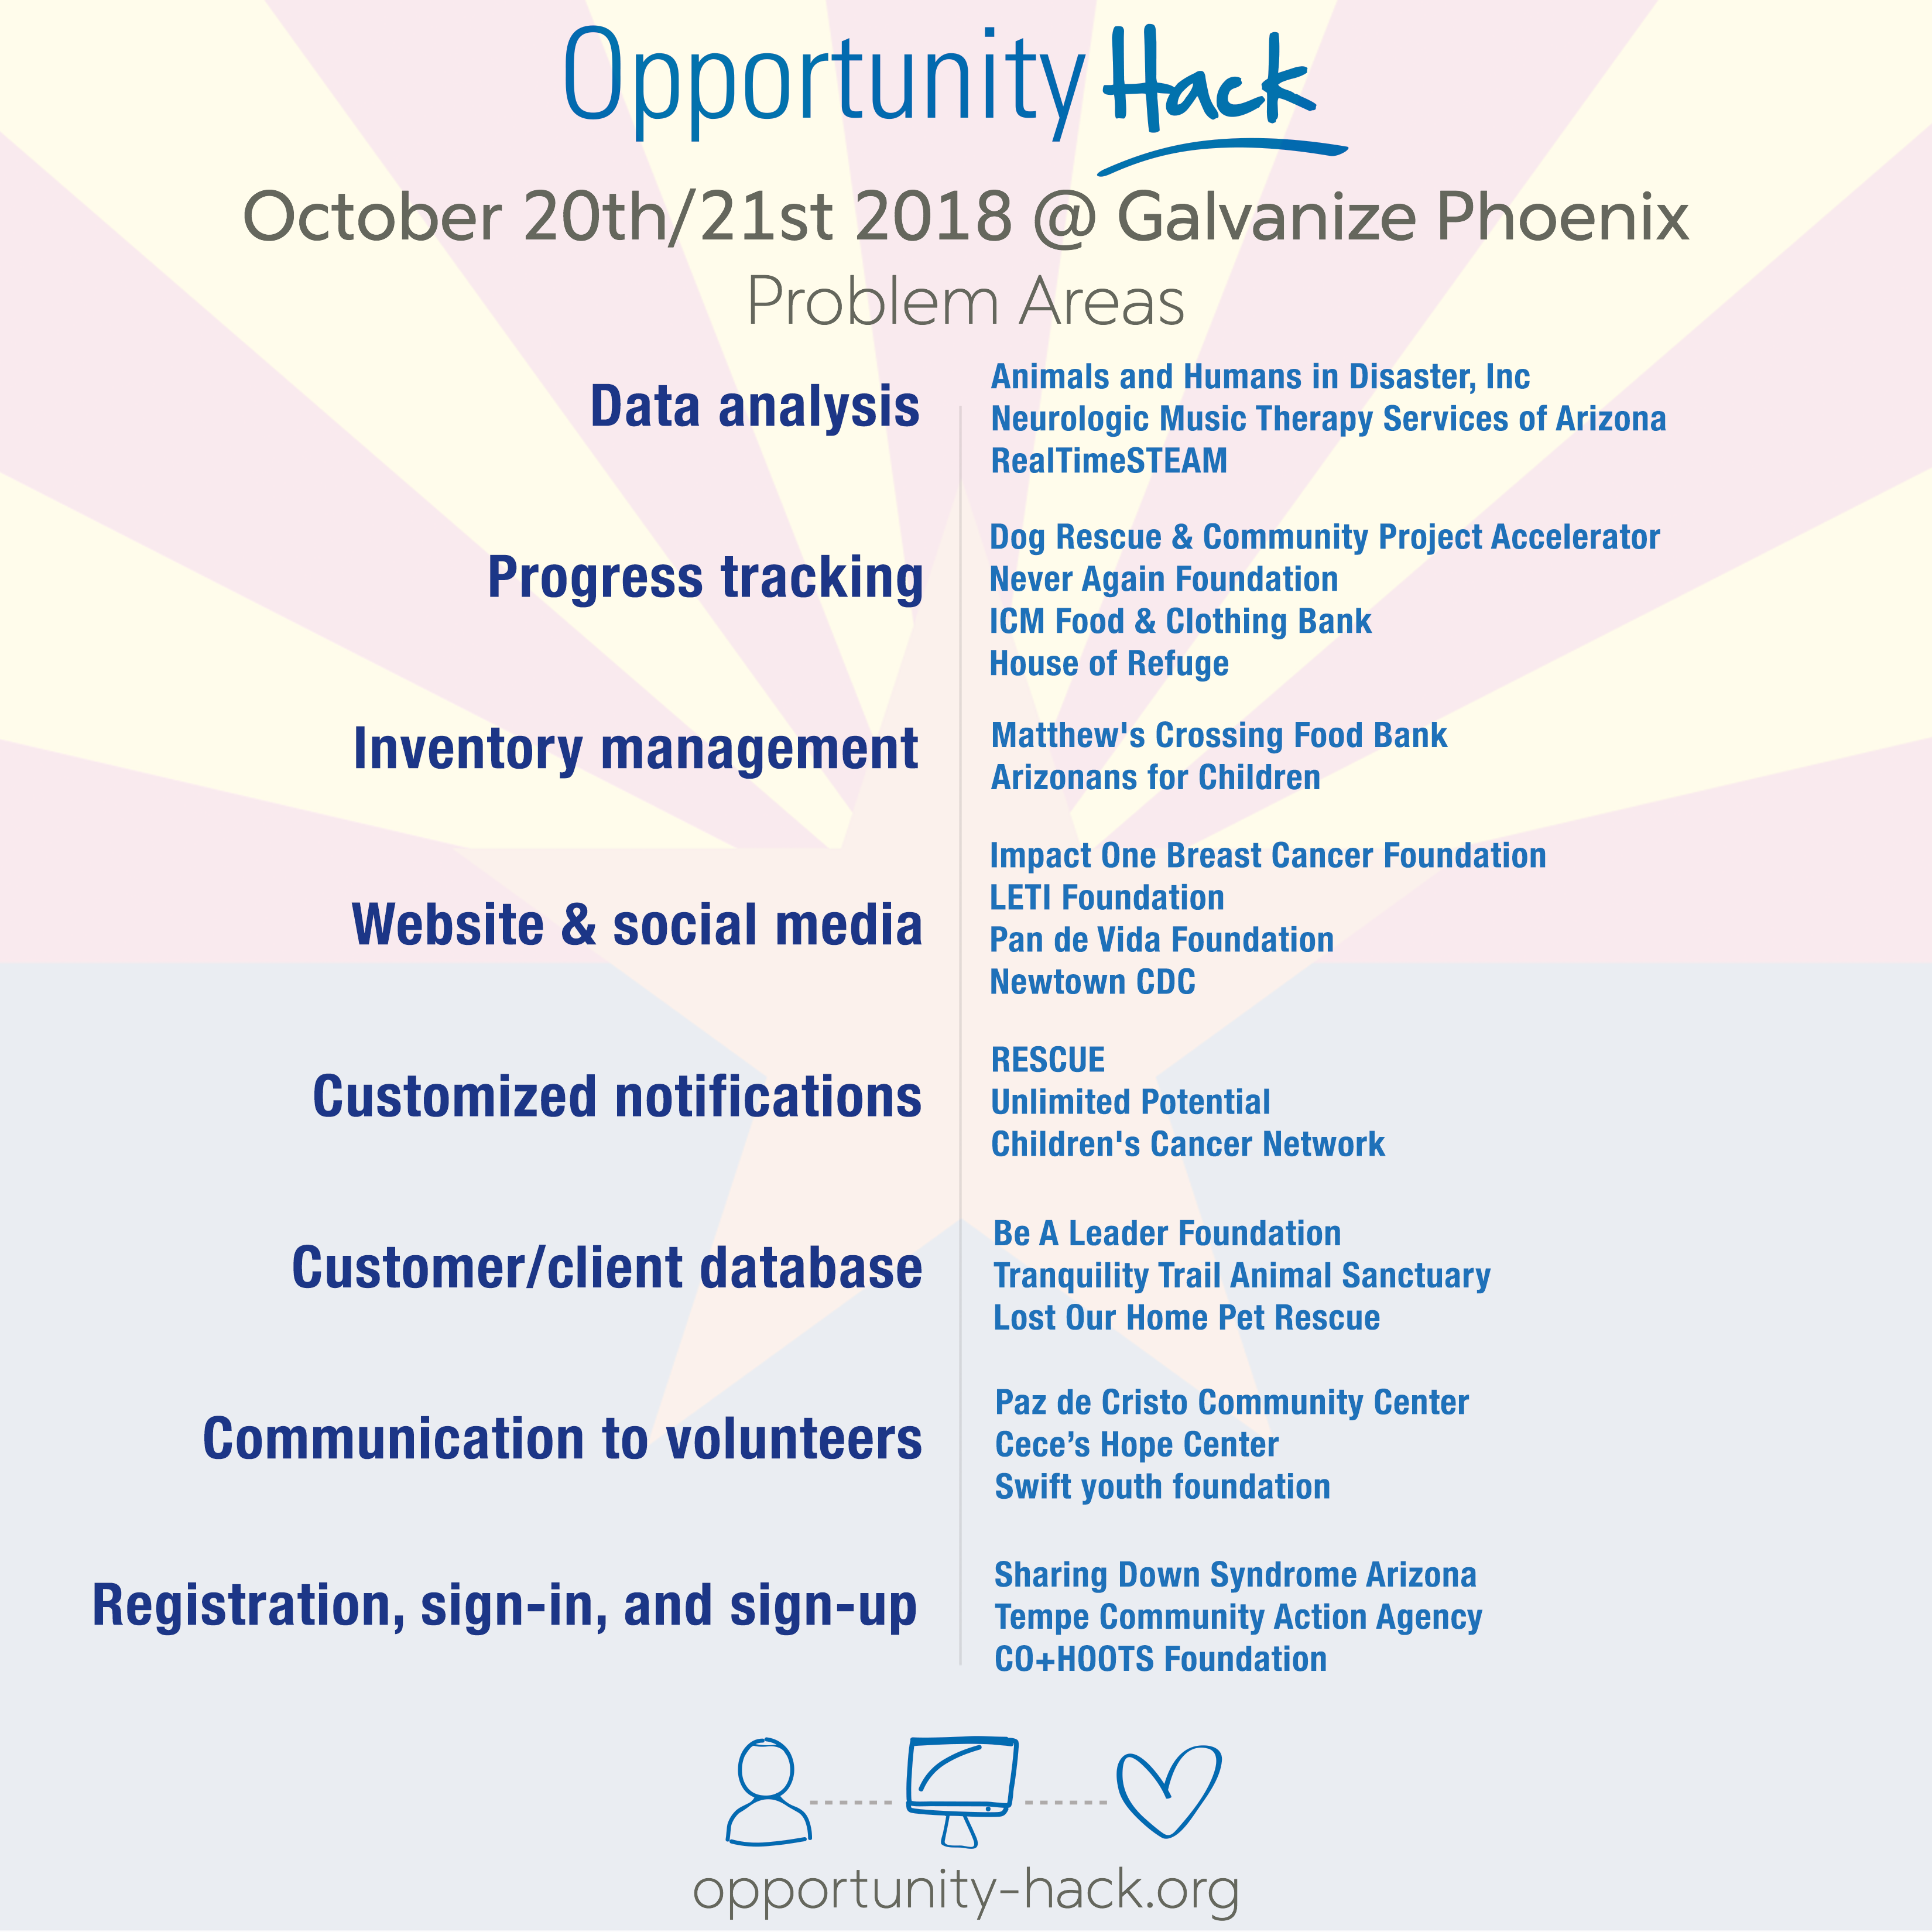 Opportunity Hack
October 20th/21st 2018 @ Galvanize Phoenix
Problem Areas
Data analysis
Animals and Humans in Disaster, Inc
Neurologic Music Therapy Services of Arizona
RealTimeSTEAM
Progress tracking
Dog Rescue & Community Project Accelerator
Never Again Foundation
ICM Food & Clothing Bank
House of Refuge
Inventory management
Matthew's Crossing Food Bank
Arizonans for Children
Website & social media
Impact One Breast Cancer Foundation
LETI Foundation
Pan de Vida Foundation
Newtown CDC
Customized notifications
RESCUE
Unlimited Potential
Children's Cancer Network
Customer/client database
Be A Leader Foundation
Tranquility Trail Animal Sanctuary
Lost Our Home Pet Rescue
Communication to volunteers
Paz de Cristo Community Center
Cece’s Hope Center
Swift youth foundation
Registration, sign-in, and sign-up
Sharing Down Syndrome Arizona
Tempe Community Action Agency
CO+HOOTS Foundation
opportunity-hack.org